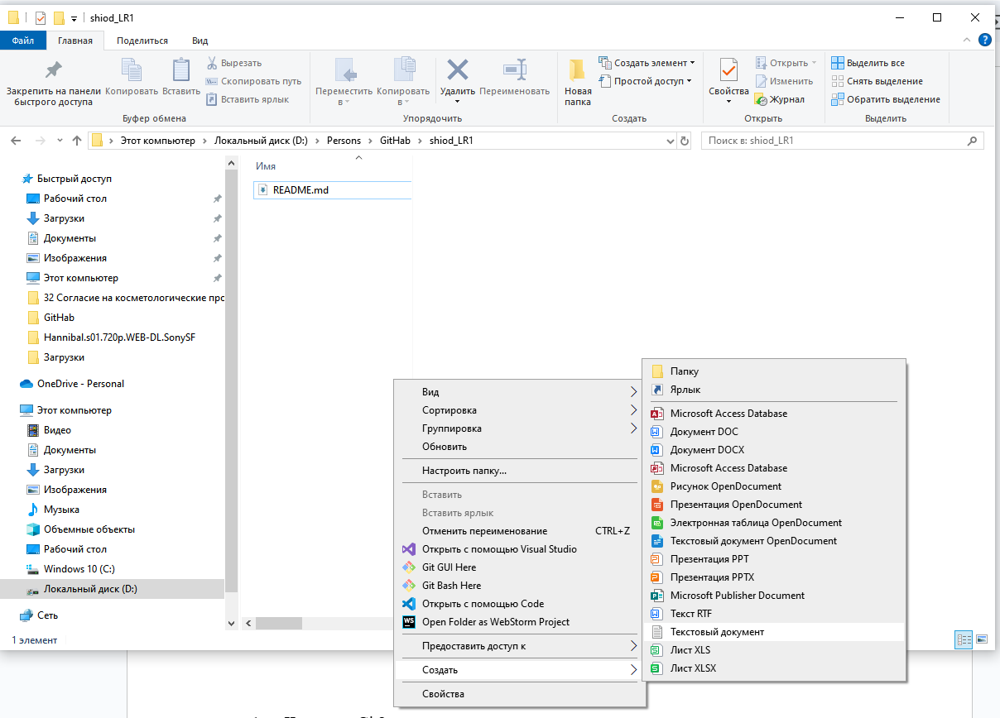 shiod_LR1
Файл
Главная
Поделиться
Вид
Закрепить на панели
быстрого доступа
Копировать
Вставить
Вырезать
Скопировать путь
Вставить ярлык
Буфер обмена
Переместить
в
Копировать
в
Удалить
Переименовать
Упорядочить
Новая
папка
Создать элемент
Простой доступ
Создать
Свойства
Открыть
Изменить
Журнал
Открыть
Выделить все
Снять выделение
Обратить выделение
Выделить
Этот компьютер
Локальный диск (D:)
Persons
GitHab
shiod_LR1
Поиск в: shiod_LR1
Быстрый доступ
Рабочий стол
Загрузки
Документы
Изображения
Этот компьютер
32 Согласие на косметологические про
GitHab
Hannibal.s01.720p.WEB-DL.SonySF
Загрузки
OneDrive - Personal
Этот компьютер
Видео
Документы
Загрузки
Изображения
Музыка
Объемные объекты
Рабочий стол
Windows 10 (C:)
Локальный диск (D:)
Сеть
1 элемент
Имя
README.md
Вид
Сортировка
Группировка
Обновить
Настроить папку...
Вставить
Вставить ярлык
Отменить переименование CTRL+Z
Открыть с помощью Visual Studio
Git GUI Here
Git Bash Here
Открыть с помощью Code
WS
Open Folder as WebStorm Project
Предоставить доступ к
Создать
Свойства
Папку
Ярлык
Microsoft Access Database
Документ DOC
Документ DOCX
Microsoft Access Database
Рисунок OpenDocument
Презентация OpenDocument
Электронная таблица OpenDocument
Текстовый документ OpenDocument
Презентация PPT
Презентация PPTX
Microsoft Publisher Document
Текст RTF
Текстовый документ
Лист XLS
Лист XLSX